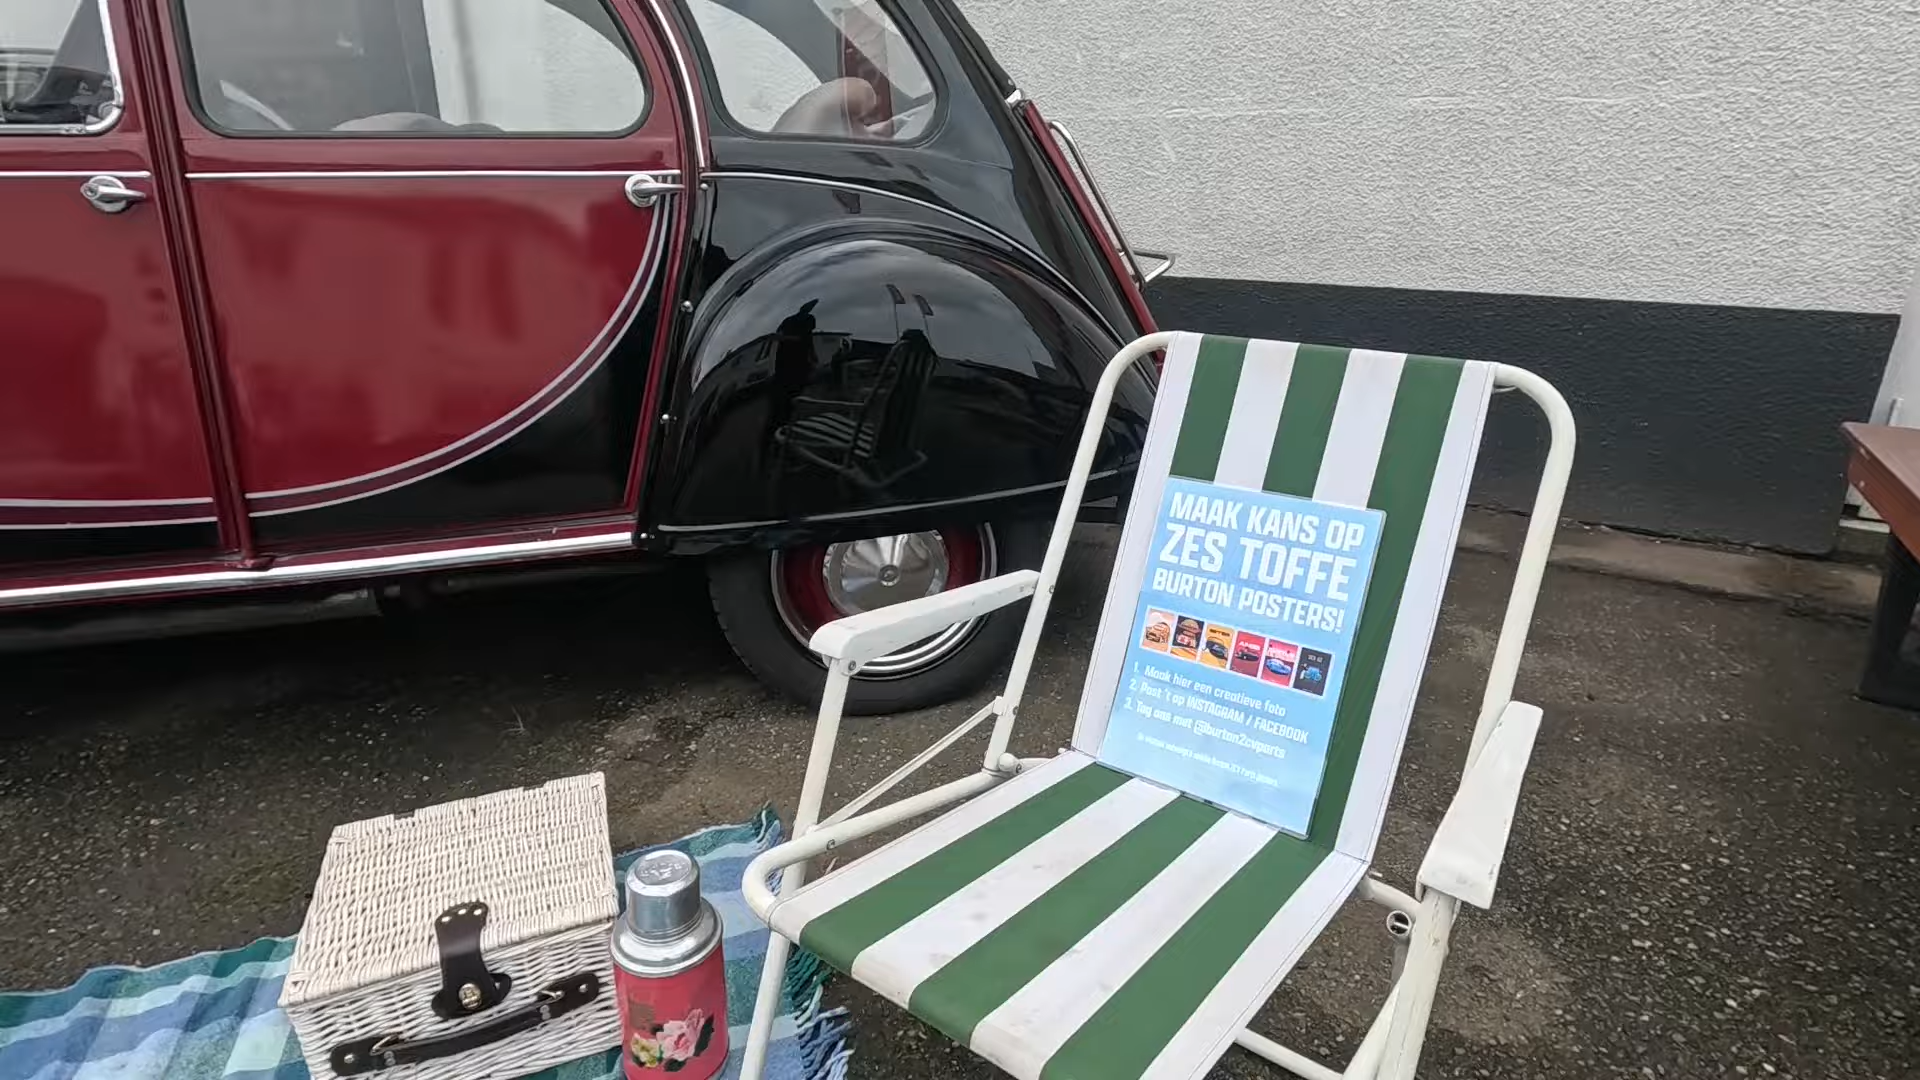 MAAK KANS OP
ZES TOFFE
BURTON POSTERS!
1. Maak hier een creatieve foto
2. Post 't op INSTAGRAM / FACEBOOK
3. Tag ons met @burton2cvparts